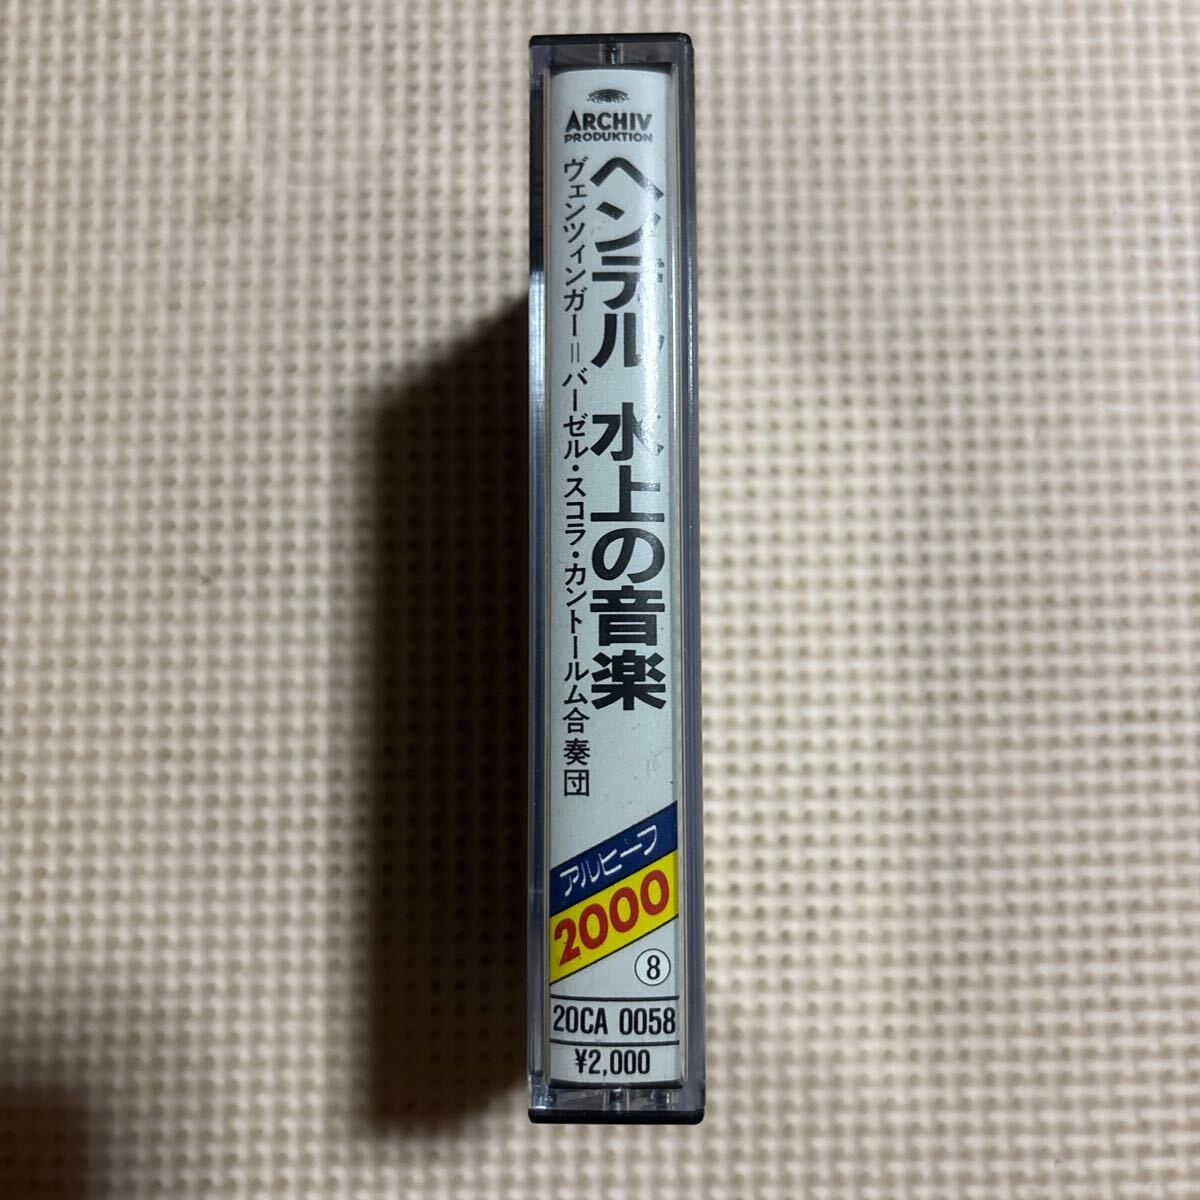 ARCHIV
PRODUKTION
ヘンデル 水上の音楽
ヴェンツィンガー＝バーゼル・スコラ・カントールム合奏団
アルヒーフ
2000
⑧
20CA 0058
¥2,000